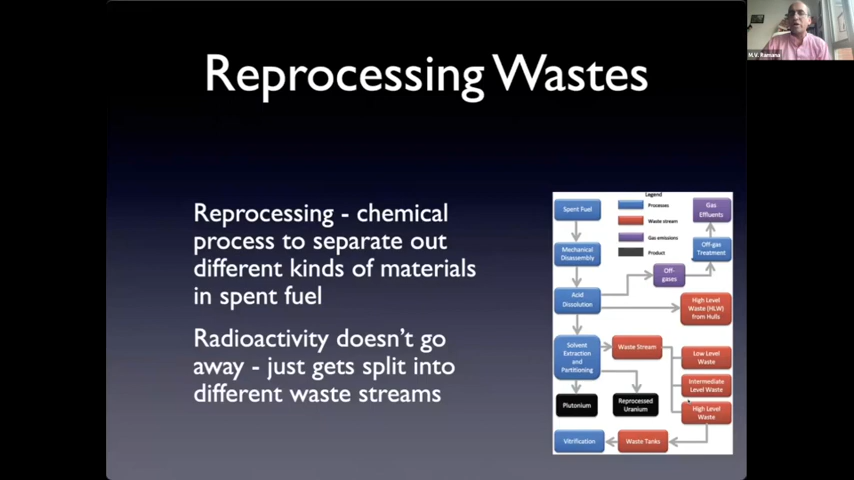 Reprocessing Wastes
M.V. Ramana
Reprocessing - chemical
process to separate out
different kinds of materials
in spent fuel
Radioactivity doesn't go
away - just gets split into
different waste streams
Legend
Processes
Waste stream
Gas emissions
Product
Spent Fuel
Mechanical
Disassembly
Acid
Dissolution
Solvent
Extraction
and
Partitioning
Plutonium
Reprocessed
Uranium
Vitrification
Waste Tanks
Waste Stream
Off-
gases
Gas
Effluents
Off-gas
Treatment
High Level
Waste (HLW)
from Hulls
Low Level
Waste
Intermediate
Level Waste
High Level
Waste